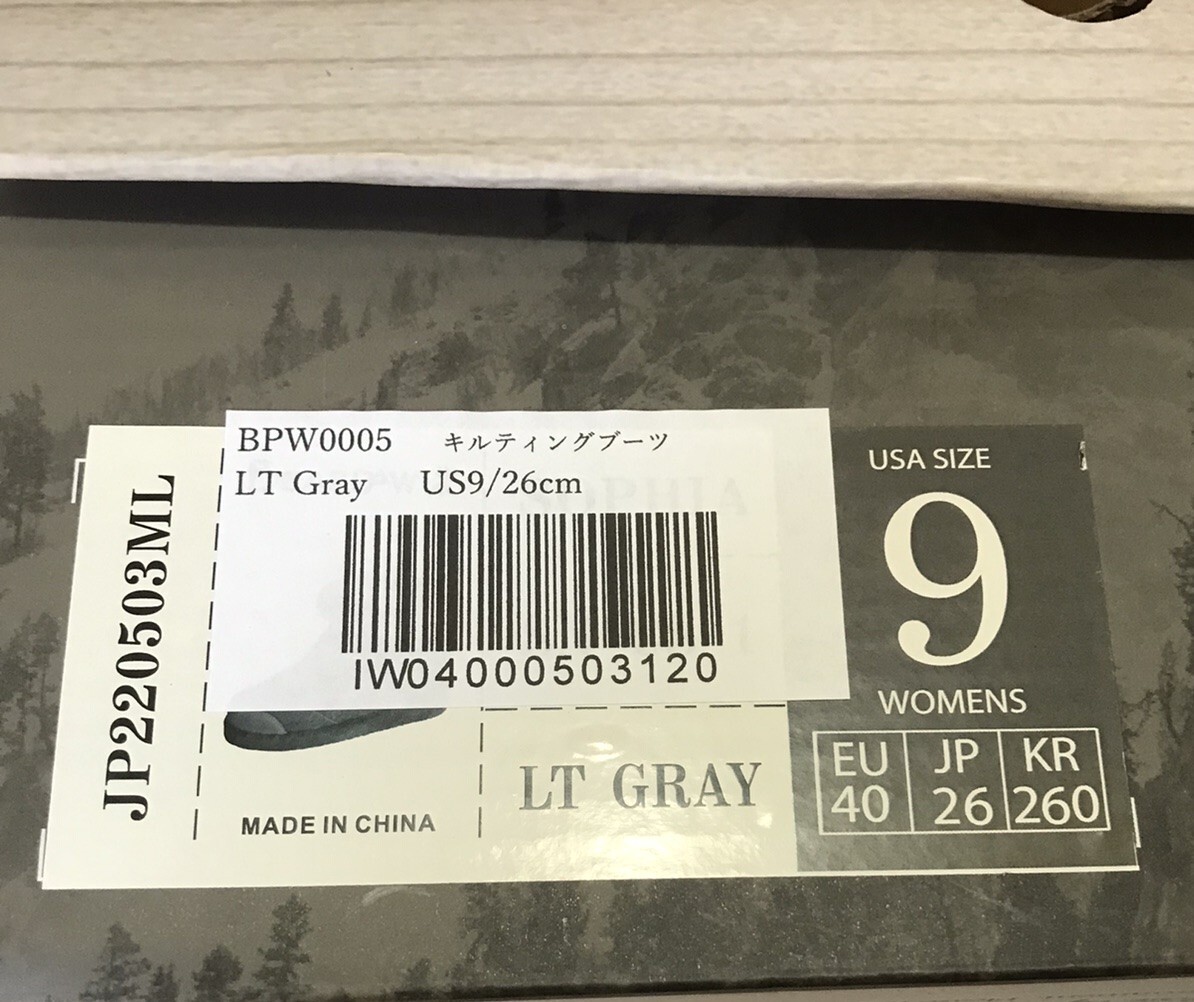 JP220503ML
BPW0005 キルティングブーツ
LT Gray US9/26cm
IW04000503120
SOPHIA
MADE IN CHINA
LT GRAY
USA SIZE
9
WOMENS
EU JP KR
40 26 260